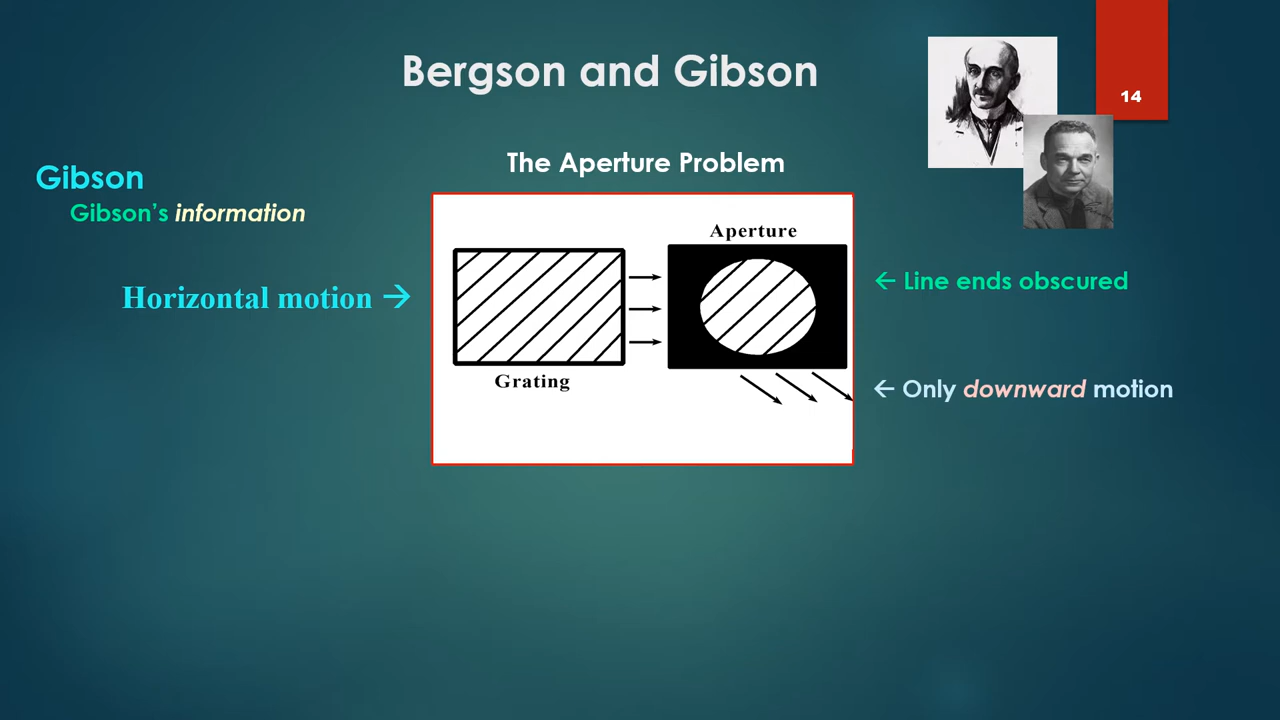 Bergson and Gibson
14
The Aperture Problem
Gibson
Gibson's information
Aperture
Horizontal motion →
← Line ends obscured
Grating
← Only downward motion